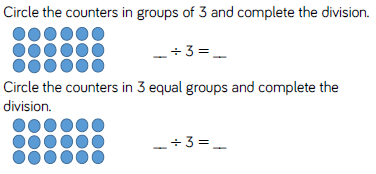 Circle the counters in groups of 3 and complete the division.
__ ÷ 3 = __
Circle the counters in 3 equal groups and complete the
division.
__ ÷ 3 = __